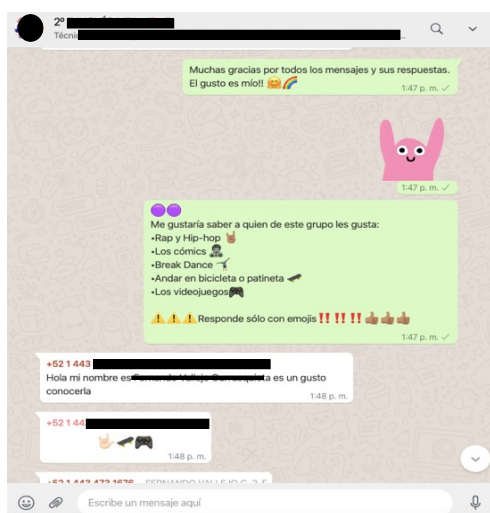 2º
Técni
Muchas gracias por todos los mensajes y sus respuestas.
El gusto es mío!! 🤗🌈
1:47 p. m.
1:47 p. m.
🟣🟣
Me gustaría saber a quien de este grupo les gusta:
•Rap y Hip-hop 🤘🏽
•Los cómics
•Break Dance
•Andar en bicicleta o patineta 🛹
•Los videojuegos🎮
⚠️⚠️⚠️Responde sólo con emojis‼️‼️‼️👍🏽👍🏽👍🏽
1:47 p. m.
+52 1 443
Hola mi nombre es a es un gusto
conocerla
1:48 p. m.
+52 1 44
🤟🏻🛹🎮
1:48 p. m.
Escribe un mensaje aquí